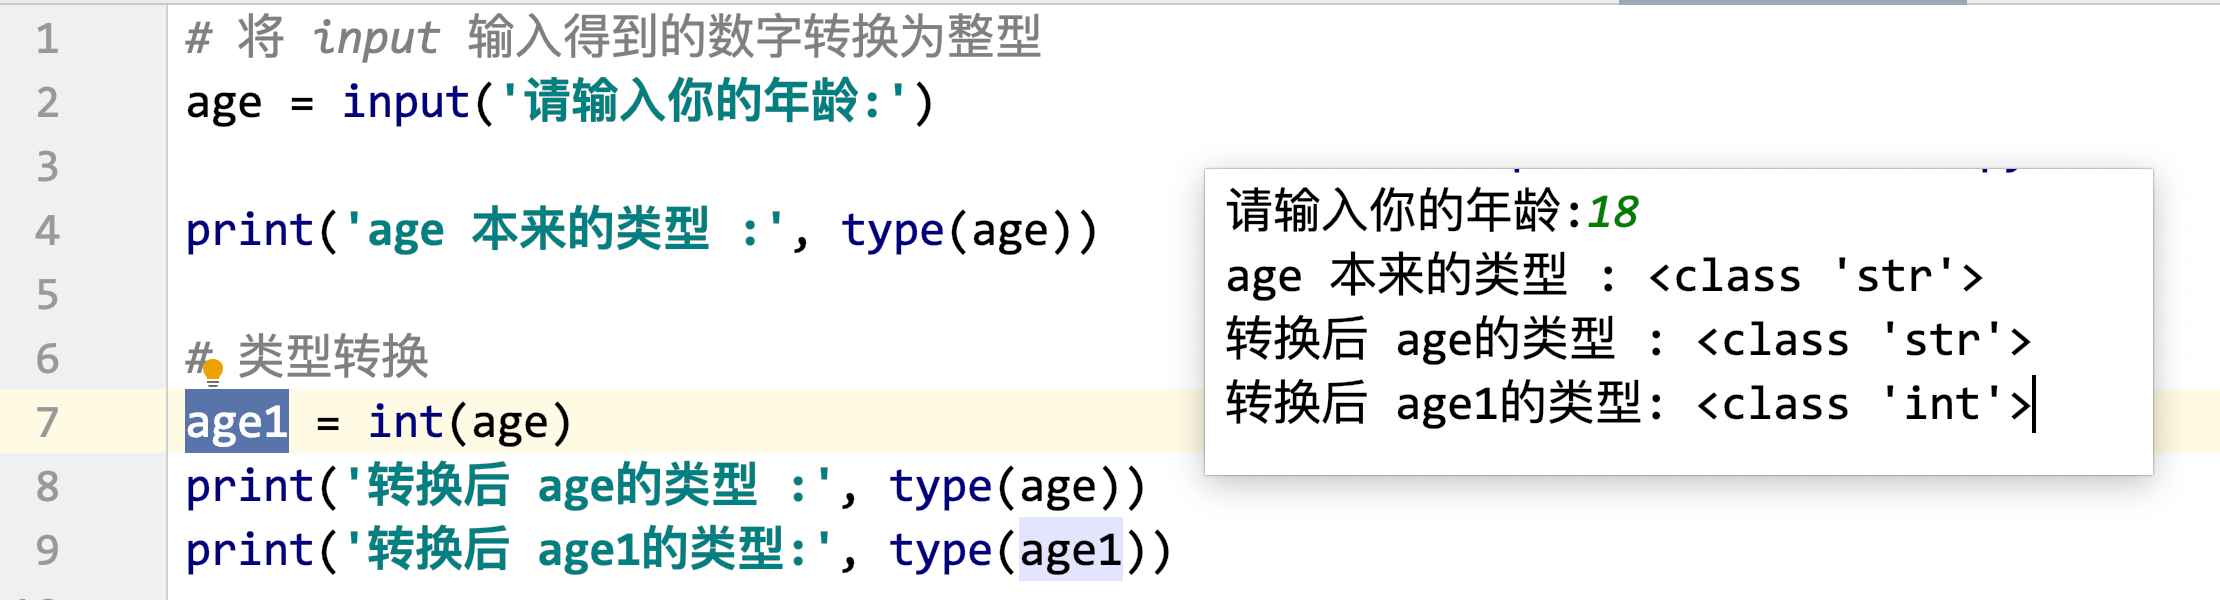 1 # 将 input 输入得到的数字转换为整型
2 age = input('请输入你的年龄:')
3
4 print('age 本来的类型 :', type(age))
5
6 # 类型转换
7 age1 = int(age)
8 print('转换后 age的类型 :', type(age))
9 print('转换后 age1的类型:', type(age1))
请输入你的年龄:18
age 本来的类型 : <class 'str'>
转换后 age的类型 : <class 'str'>
转换后 age1的类型: <class 'int'>